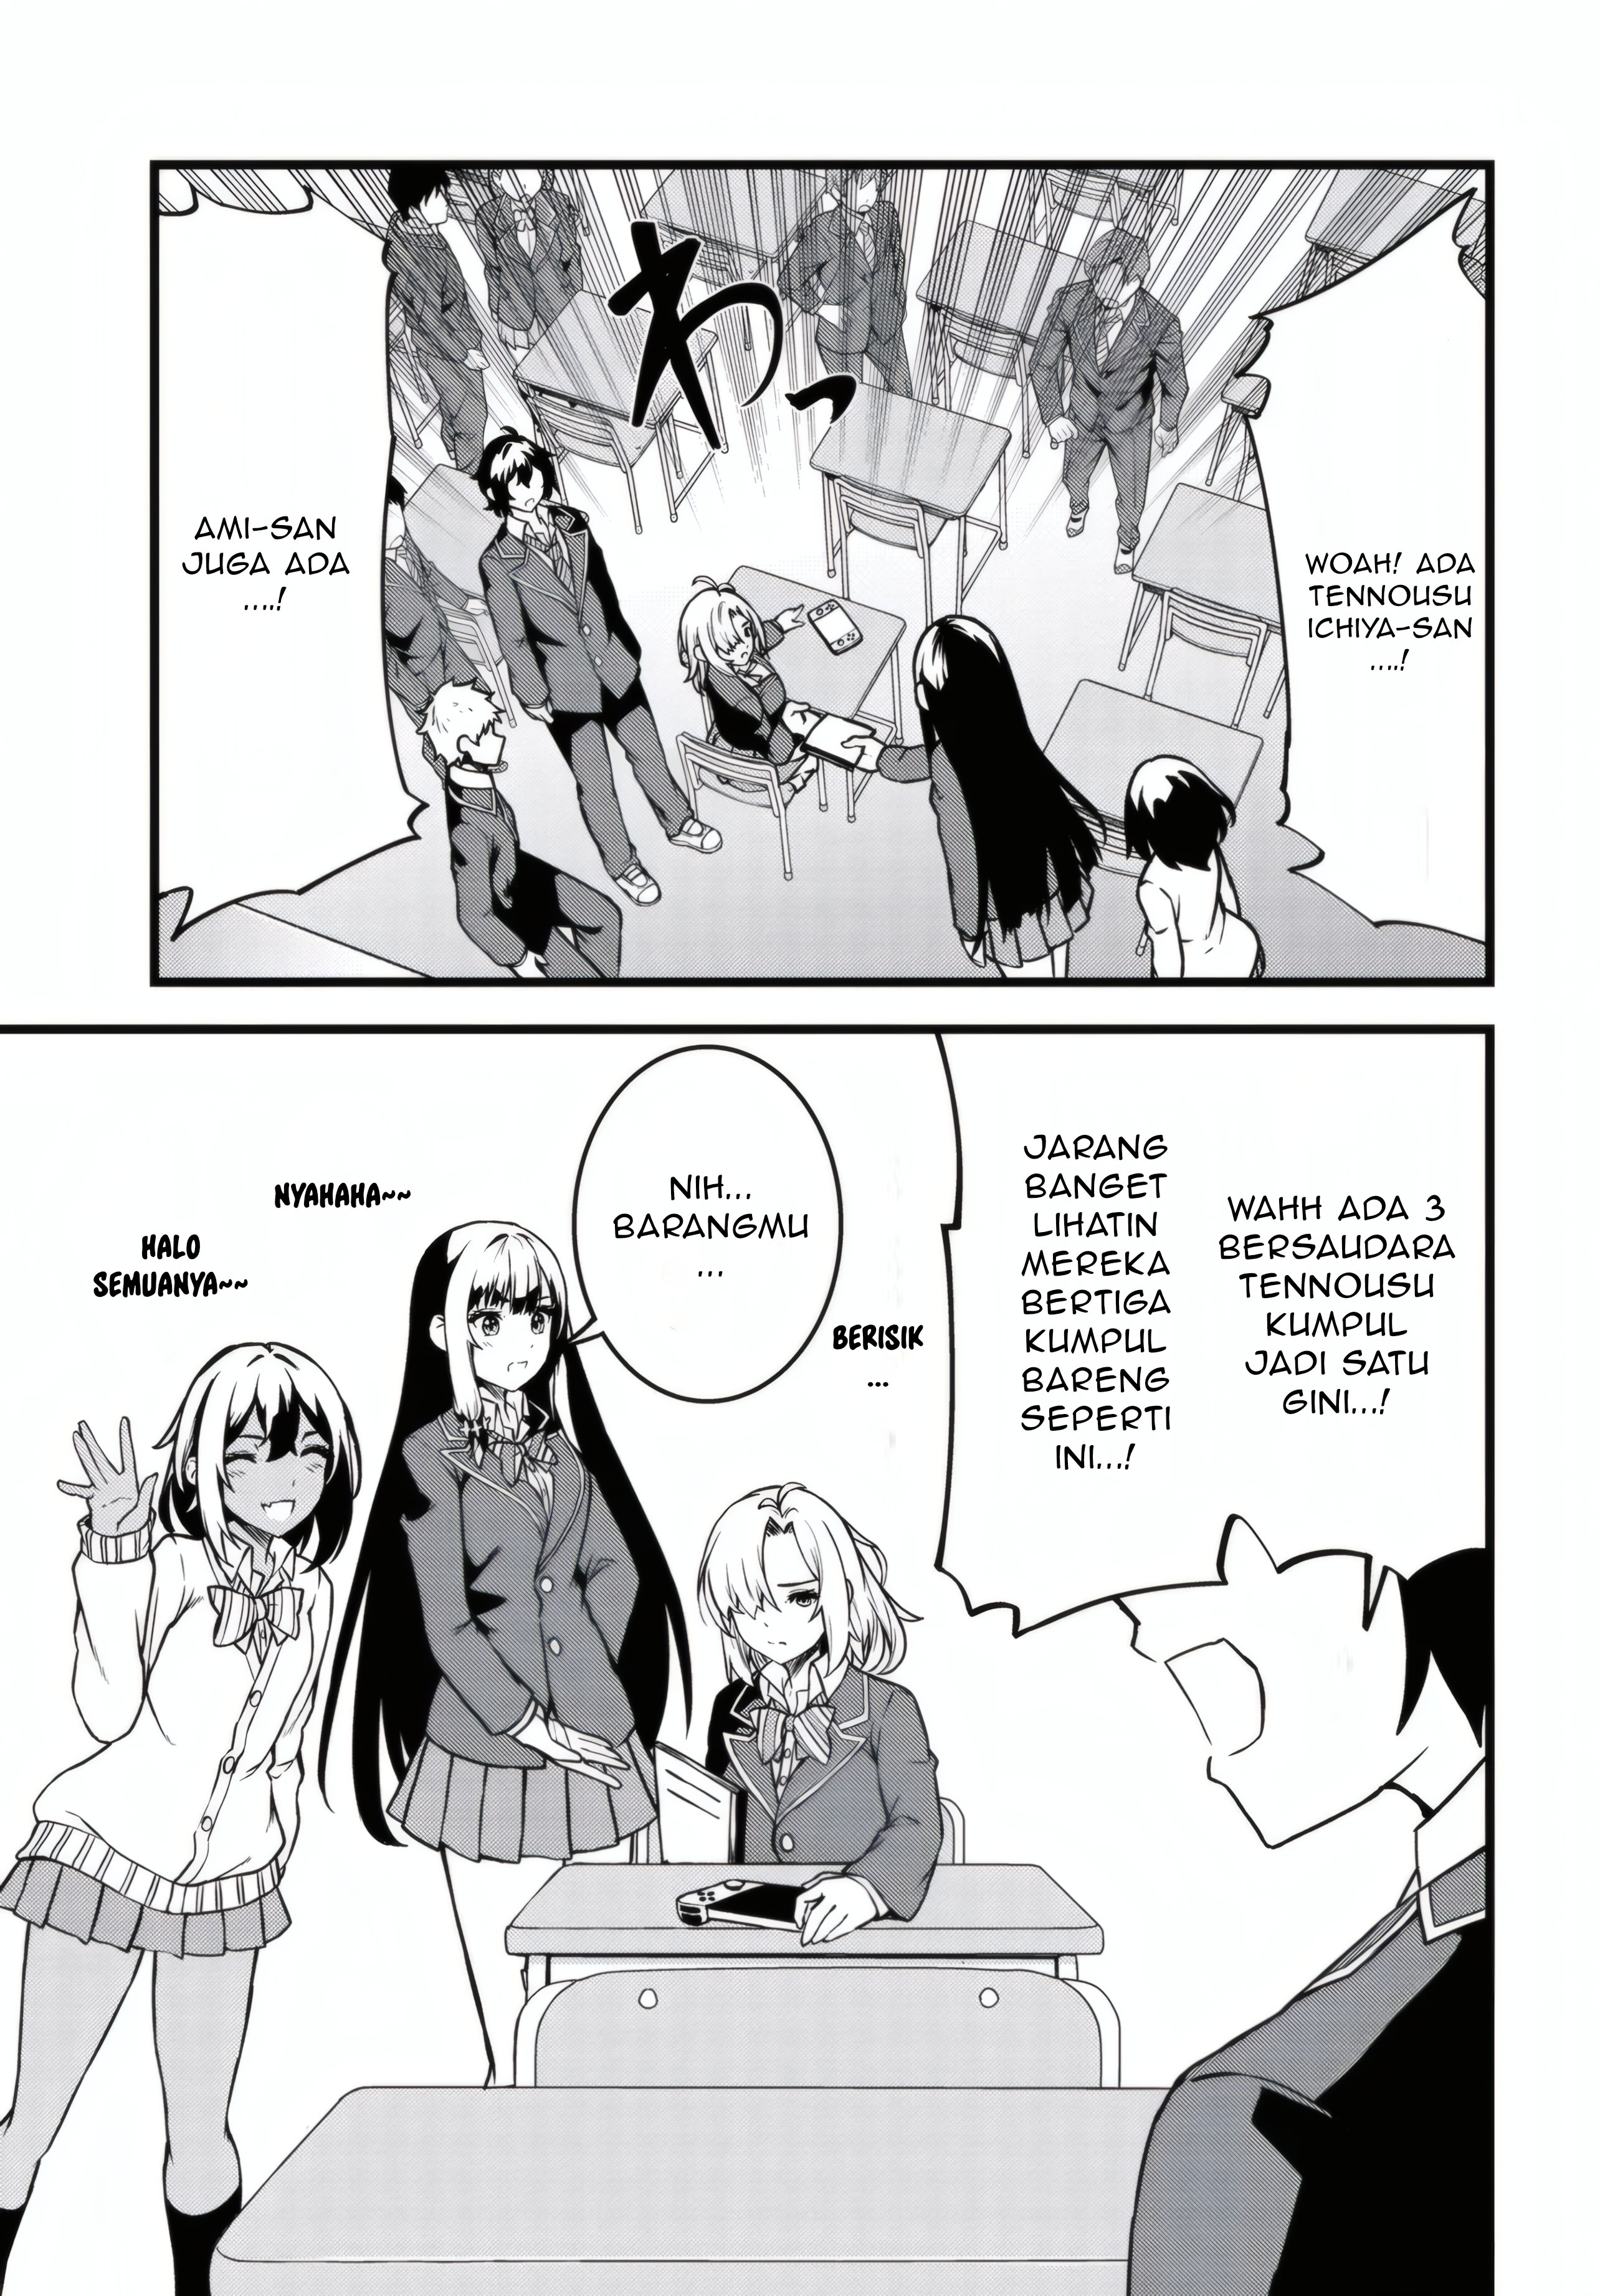 WOAH! ADA
TENNOUSU
ICHIYA-SAN
....!
わっ
AMI-SAN
JUGA ADA
....!
WAHH ADA 3
BERSAUDARA
TENNOUSU
KUMPUL
JADI SATU
GINI...!
JARANG
BANGET
LIHATIN
MEREKA
BERTIGA
KUMPUL
BARENG
SEPERTI
INI...!
BERISIK
...
NIH...
BARANGMU
...
NYAHAHA~~
HALO
SEMUANYA~~